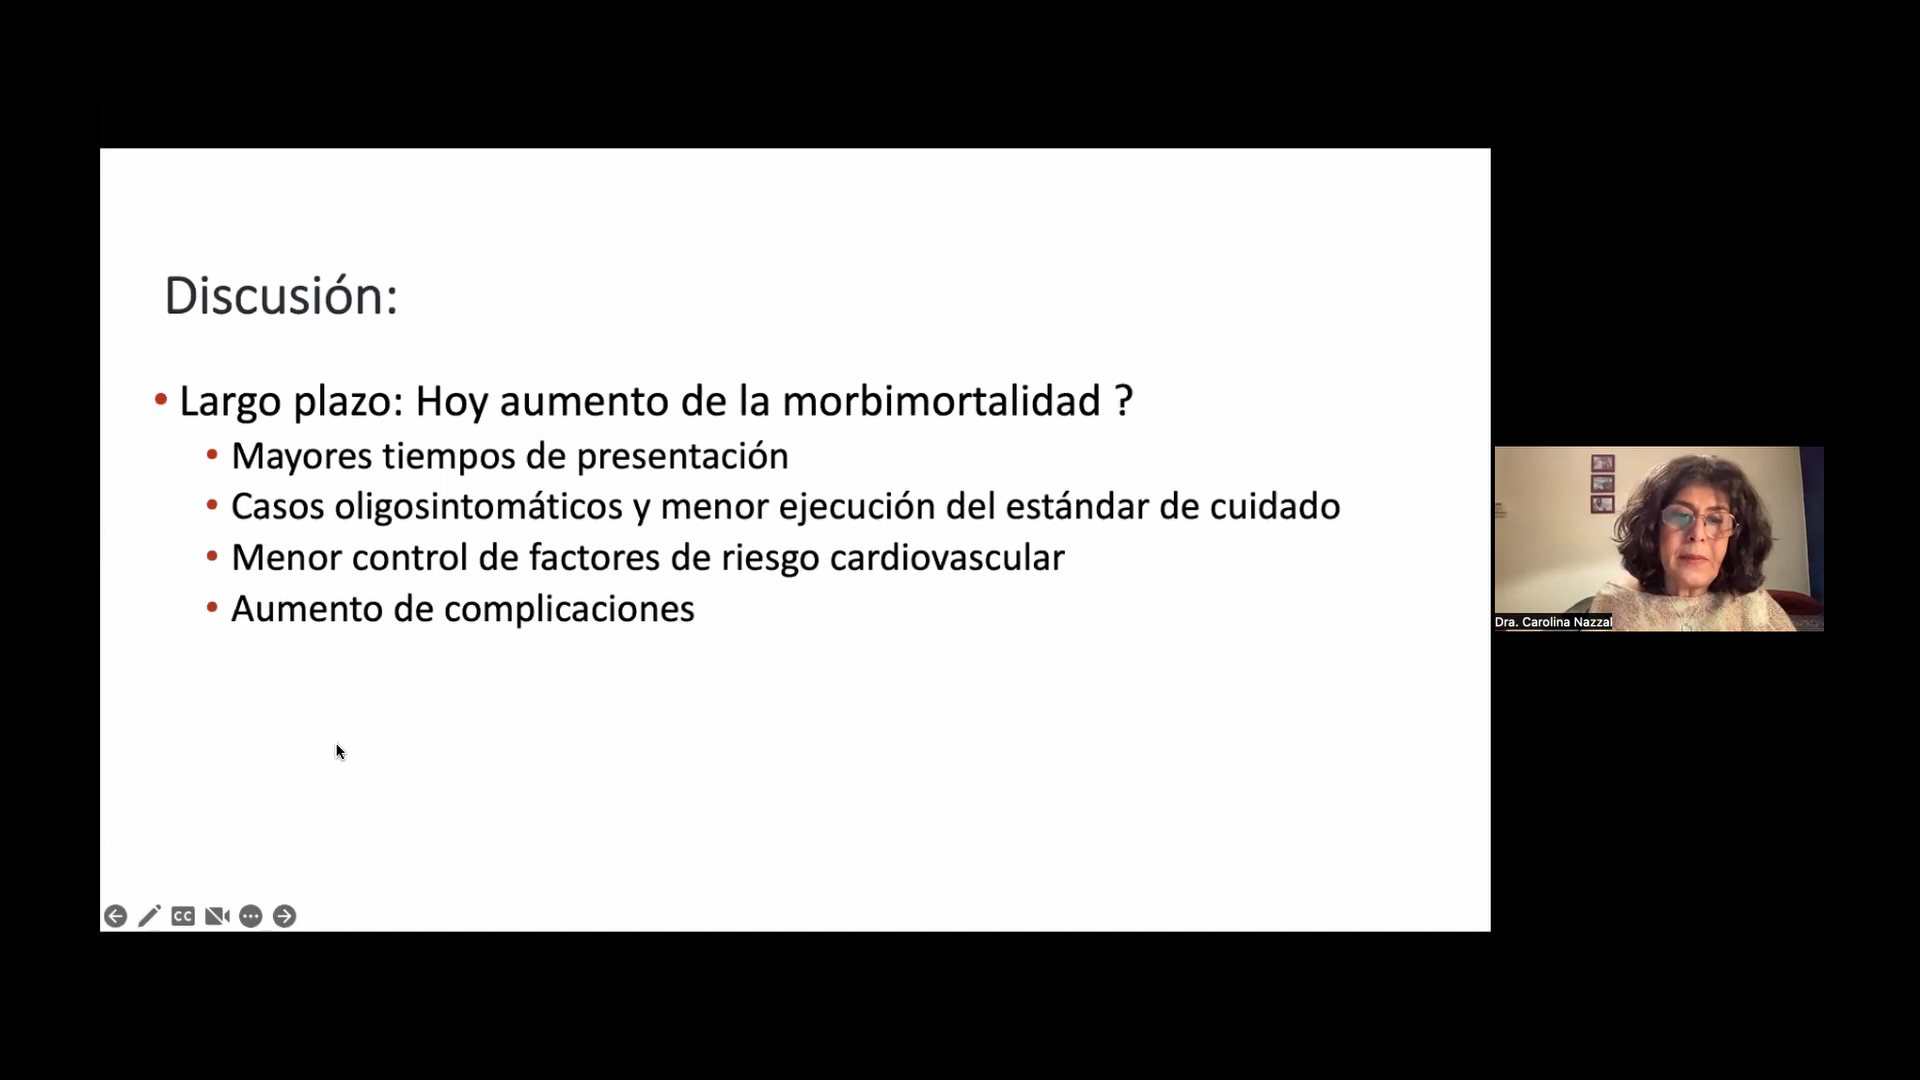 Discusión:
• Largo plazo: Hoy aumento de la morbimortalidad ?
• Mayores tiempos de presentación
• Casos oligosintomáticos y menor ejecución del estándar de cuidado
• Menor control de factores de riesgo cardiovascular
• Aumento de complicaciones
Dra. Carolina Nazzal
CC